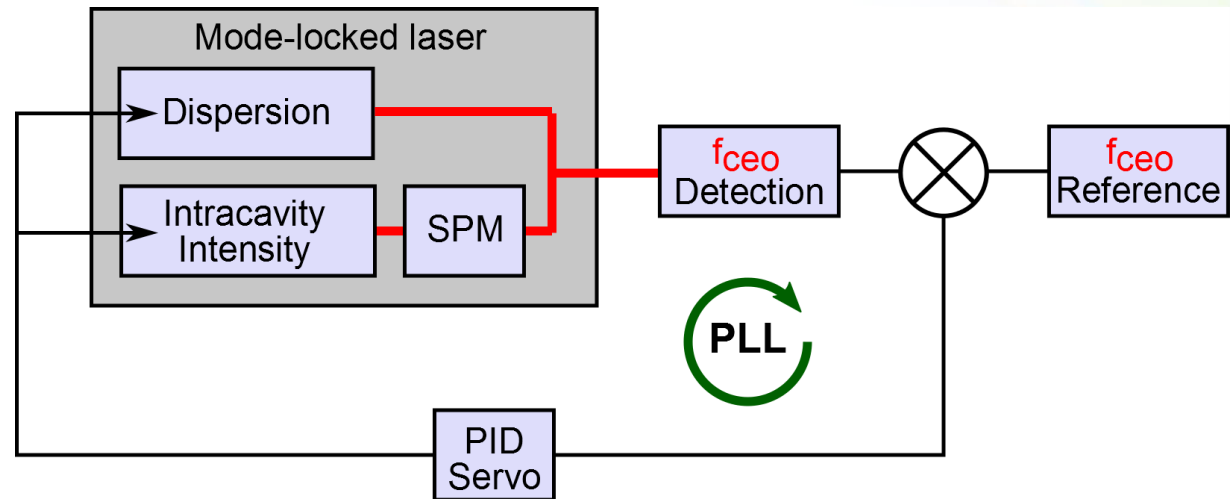 Mode-locked laser
Dispersion
Intracavity
Intensity
SPM
fceo
Detection
fceo
Reference
PLL
PID
Servo